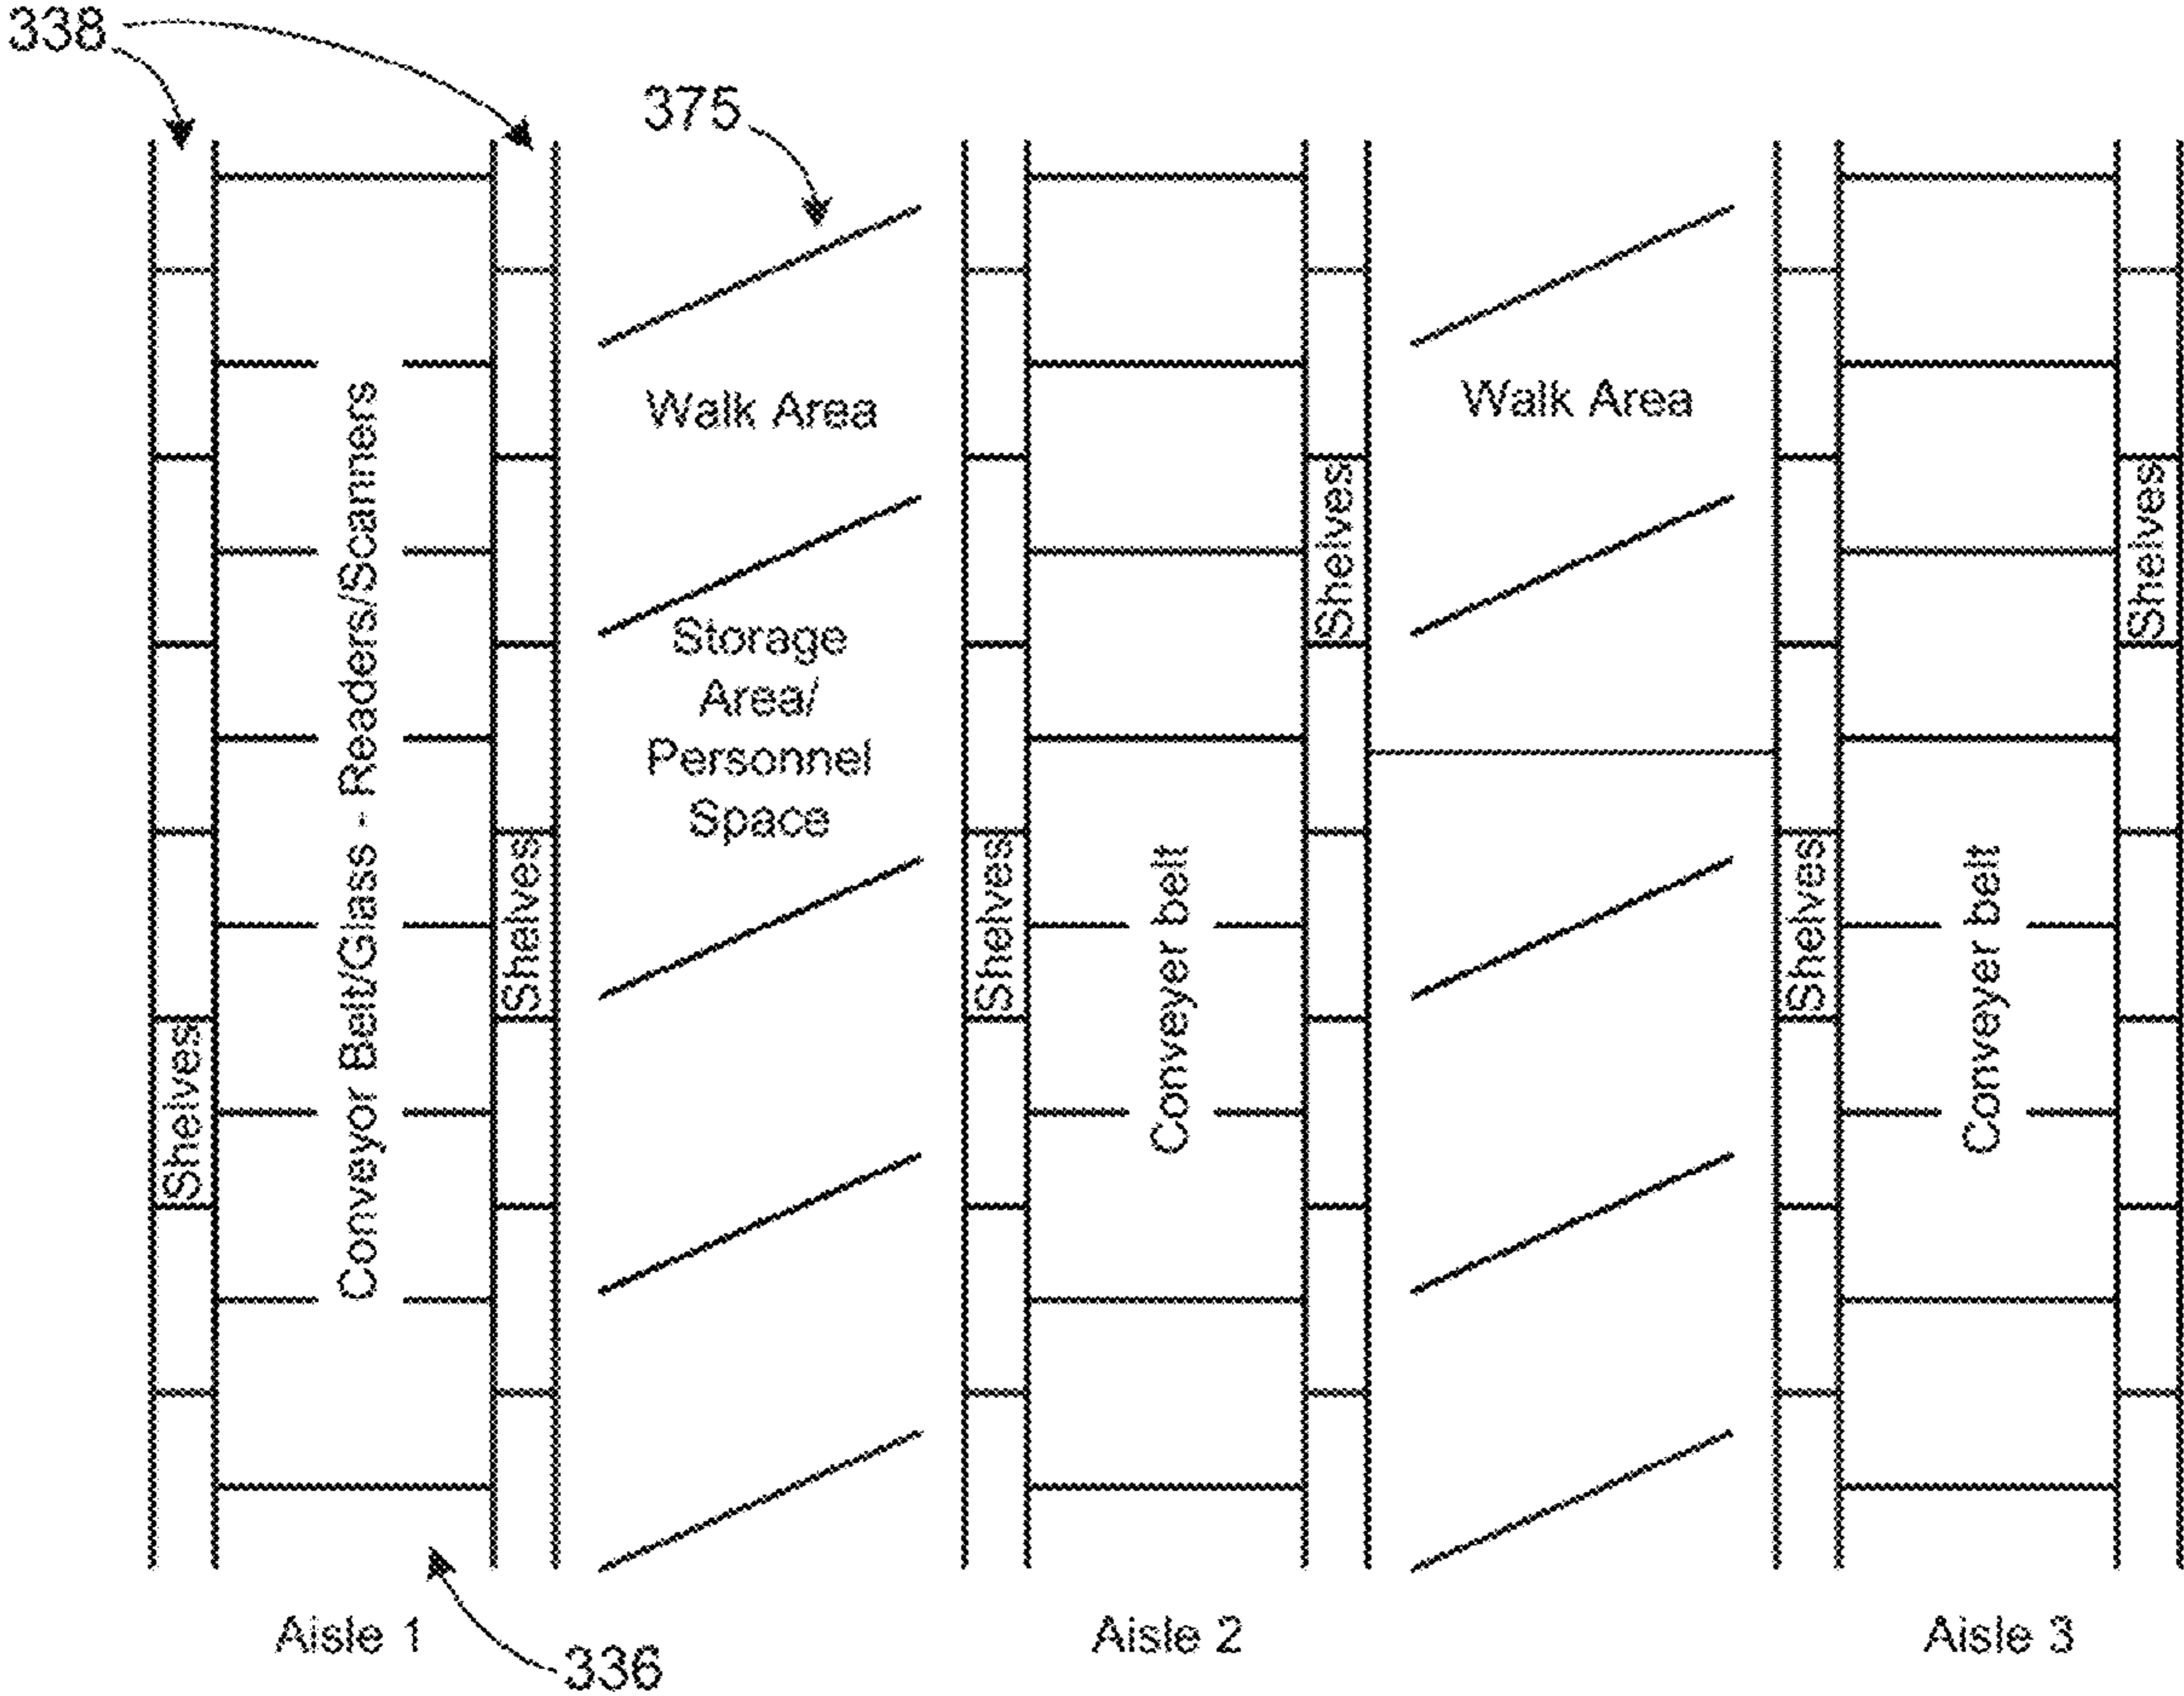 338
375
Walk Area
Walk Area
Conveyor Belt/Glass - Readers/Scanners
Shelves
Shelves
Storage
Area/
Personnel
Space
Shelves
Shelves
Shelves
Shelves
Conveyer belt
Conveyer belt
Shelves
Aisle 1
Aisle 2
Aisle 3
336